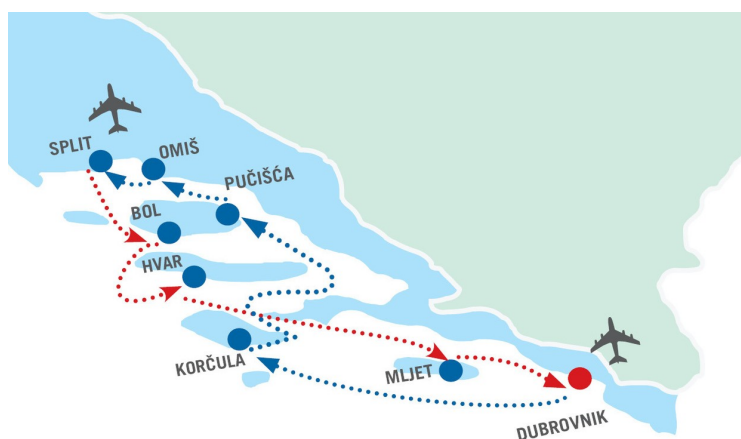 SPLIT
OMIŠ
PUČIŠĆA
BOL
HVAR
KORČULA
MLJET
DUBROVNIK